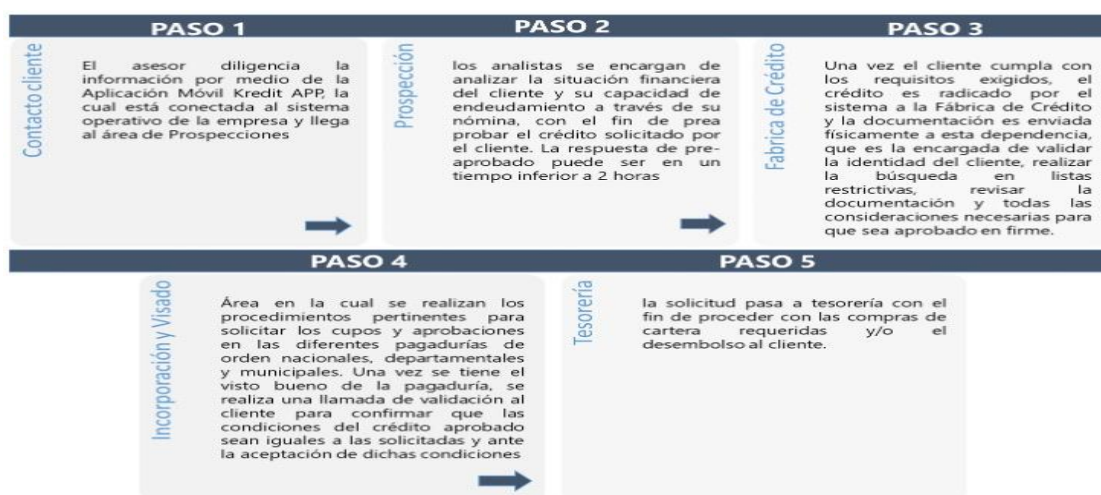 PASO 1
PASO 2
PASO 3
Contacto cliente
El asesor diligencia la
información por medio de la
Aplicación Móvil Kredit APP, la
cual está conectada al sistema
operativo de la empresa y llega
al área de Prospecciones
Prospección
los analistas se encargan de
analizar la situación financiera
del cliente y su capacidad de
endeudamiento a través de su
nómina, con el fin de prea
probar el crédito solicitado por
el cliente. La respuesta de pre-
aprobado puede ser en un
tiempo inferior a 2 horas
Fabrica de Crédito
Una vez el cliente cumpla con
los requisitos exigidos, el
crédito es radicado por el
sistema a la Fábrica de Crédito
y la documentación es enviada
físicamente a esta dependencia,
que es la encargada de validar
la identidad del cliente, realizar
la búsqueda en listas
restrictivas, revisar la
documentación y todas las
consideraciones necesarias para
que sea aprobado en firme.
PASO 4
PASO 5
Incorporación y Visado
Área en la cual se realizan los
procedimientos pertinentes para
solicitar los cupos y aprobaciones
en las diferentes pagadurías de
orden nacionales, departamentales
y municipales. Una vez se tiene el
visto bueno de la pagaduría, se
realiza una llamada de validación al
cliente para confirmar que las
condiciones del crédito aprobado
sean iguales a las solicitadas y ante
la aceptación de dichas condiciones
Tesorería
la solicitud pasa a tesorería con el
fin de proceder con las compras de
cartera requeridas y/o el
desembolso al cliente.